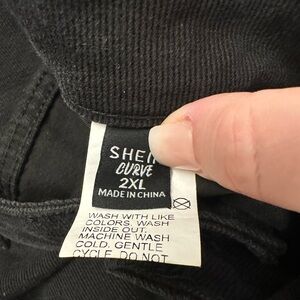 SHEIN
CURVE
2XL
MADE IN CHINA
WASH WITH LIKE
COLORS. WASH
INSIDE OUT.
MACHINE WASH
COLD. GENTLE
CYCLE. DO NOT